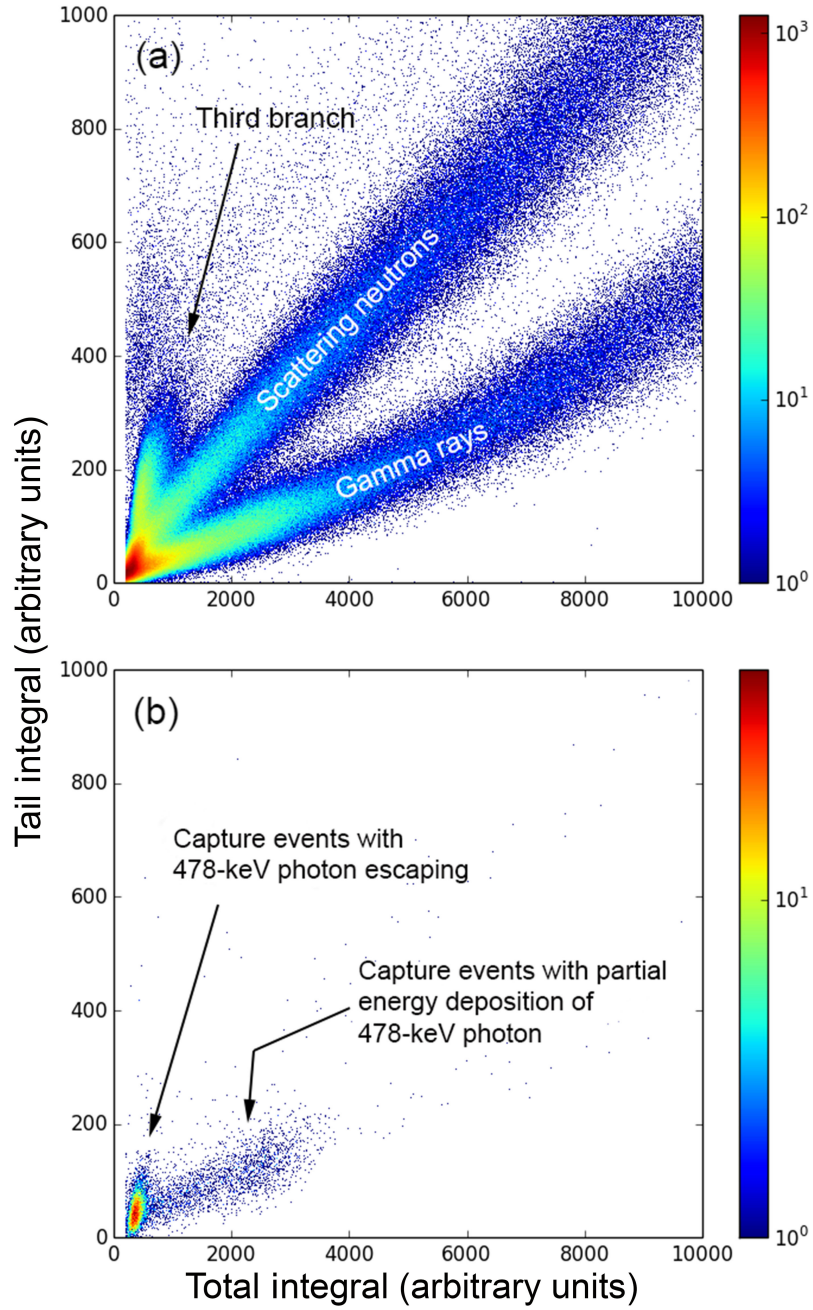 1000
(a)
Third branch
800
600
400
200
0
Scattering neutrons
Gamma rays
0 2000 4000 6000 8000 10000
10³
10²
10¹
10⁰
Tail integral (arbitrary units)
1000
(b)
800
Capture events with
478-keV photon escaping
600
Capture events with partial
energy deposition of
478-keV photon
400
200
0
0 2000 4000 6000 8000 10000
10¹
10⁰
Total integral (arbitrary units)